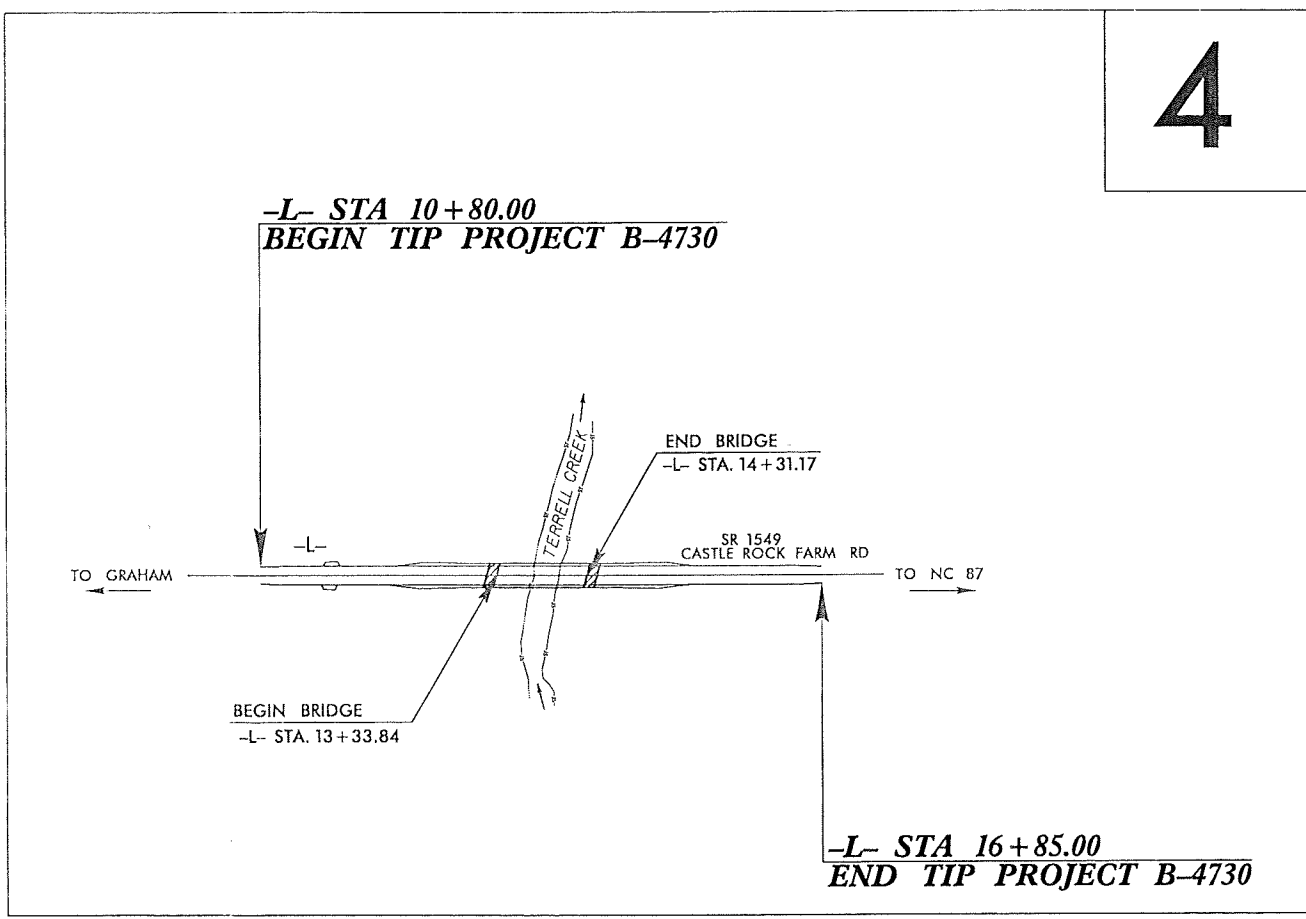 4
-L- STA 10+80.00
BEGIN TIP PROJECT B-4730
TERRELL CREEK
END BRIDGE
-L- STA. 14+31.17
-L-
SR 1549
CASTLE ROCK FARM RD
TO GRAHAM
TO NC 87
BEGIN BRIDGE
-L- STA. 13+33.84
-L- STA 16+85.00
END TIP PROJECT B-4730